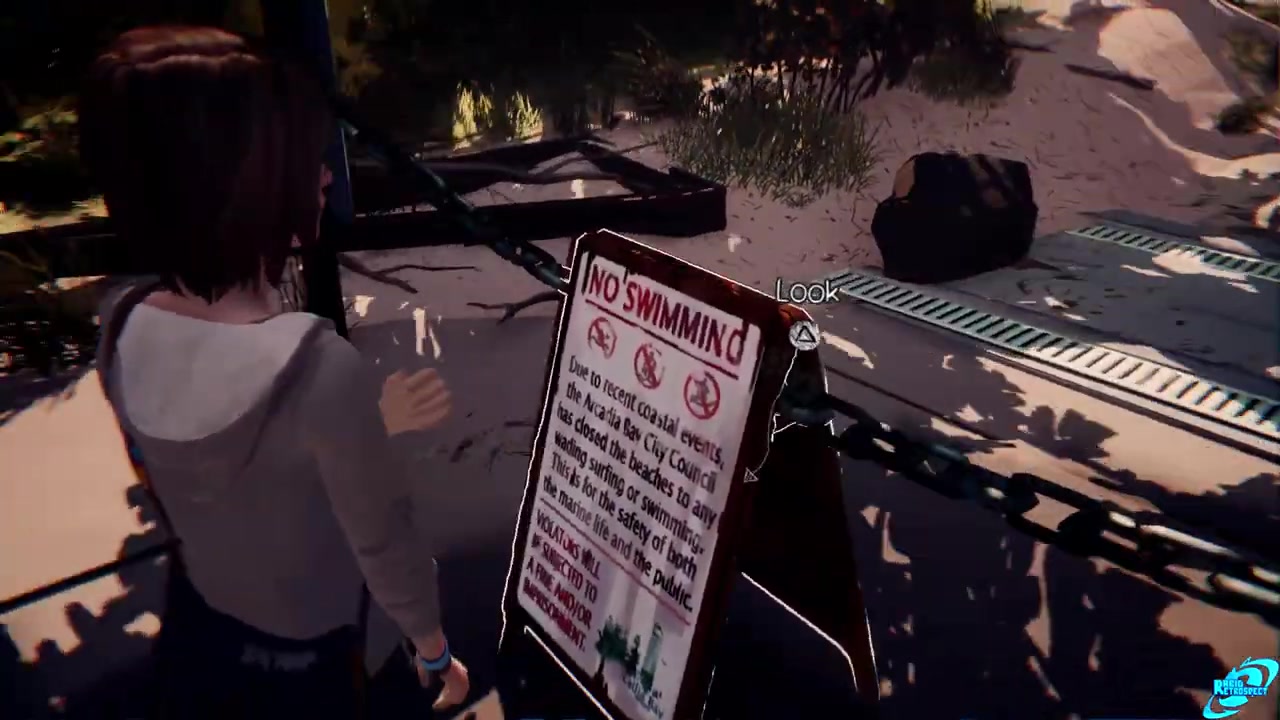 NO SWIMMING
Due to recent coastal events,
the Arcadia Bay City Council
has closed the beaches to any
wading surfing or swimming.
This is for the safety of both
the marine life and the public.
VIOLATORS WILL
BE SUBJECTED TO
A FINE AND/OR
IMPRISONMENT.
Look
RAPID
RETROSPECT